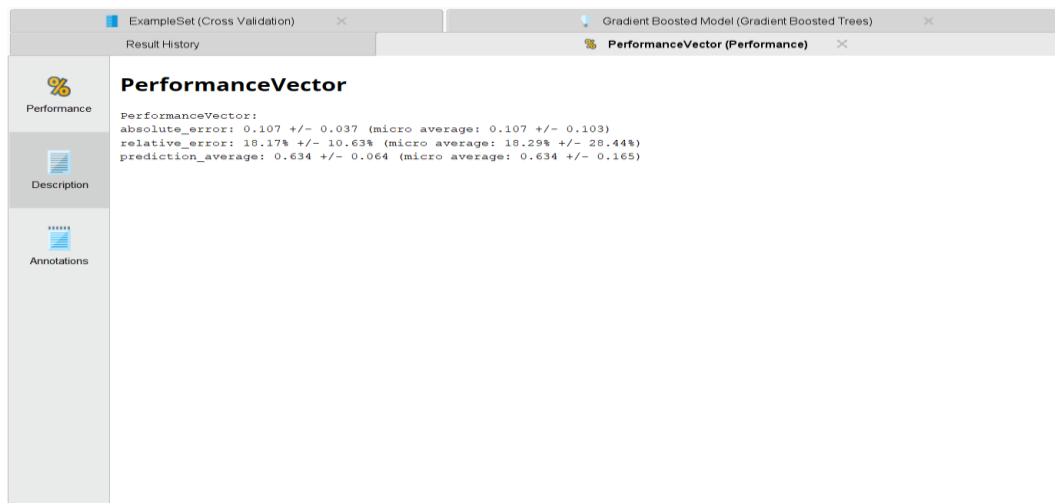 ExampleSet (Cross Validation)
Gradient Boosted Model (Gradient Boosted Trees)
Result History
PerformanceVector (Performance)
Performance
Description
Annotations
PerformanceVector
PerformanceVector:
absolute_error: 0.107 +/- 0.037 (micro average: 0.107 +/- 0.103)
relative_error: 18.17% +/- 10.63% (micro average: 18.29% +/- 28.44%)
prediction_average: 0.634 +/- 0.064 (micro average: 0.634 +/- 0.165)